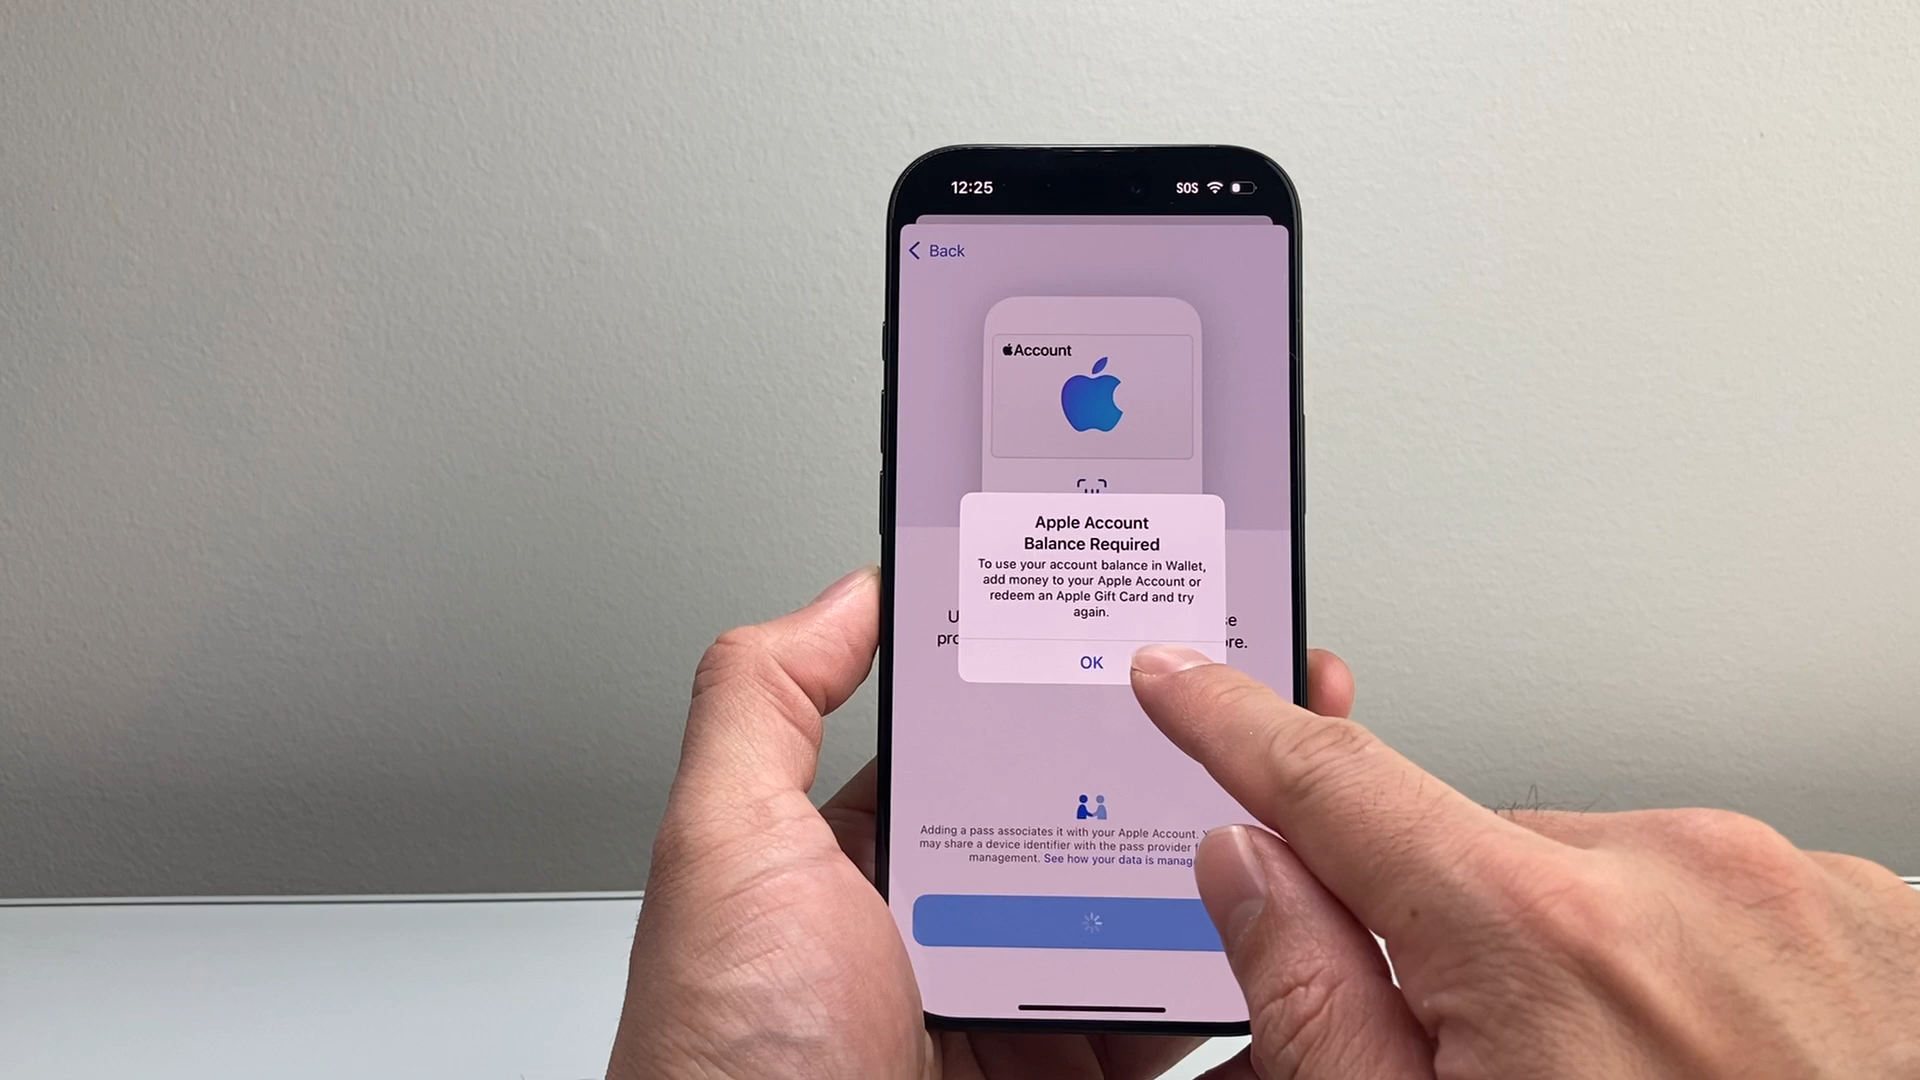 12:25
SOS
Back
Account
Apple Account
Balance Required
To use your account balance in Wallet,
add money to your Apple Account or
redeem an Apple Gift Card and try
again.
OK
Adding a pass associates it with your Apple Account.
may share a device identifier with the pass provider
management. See how your data is